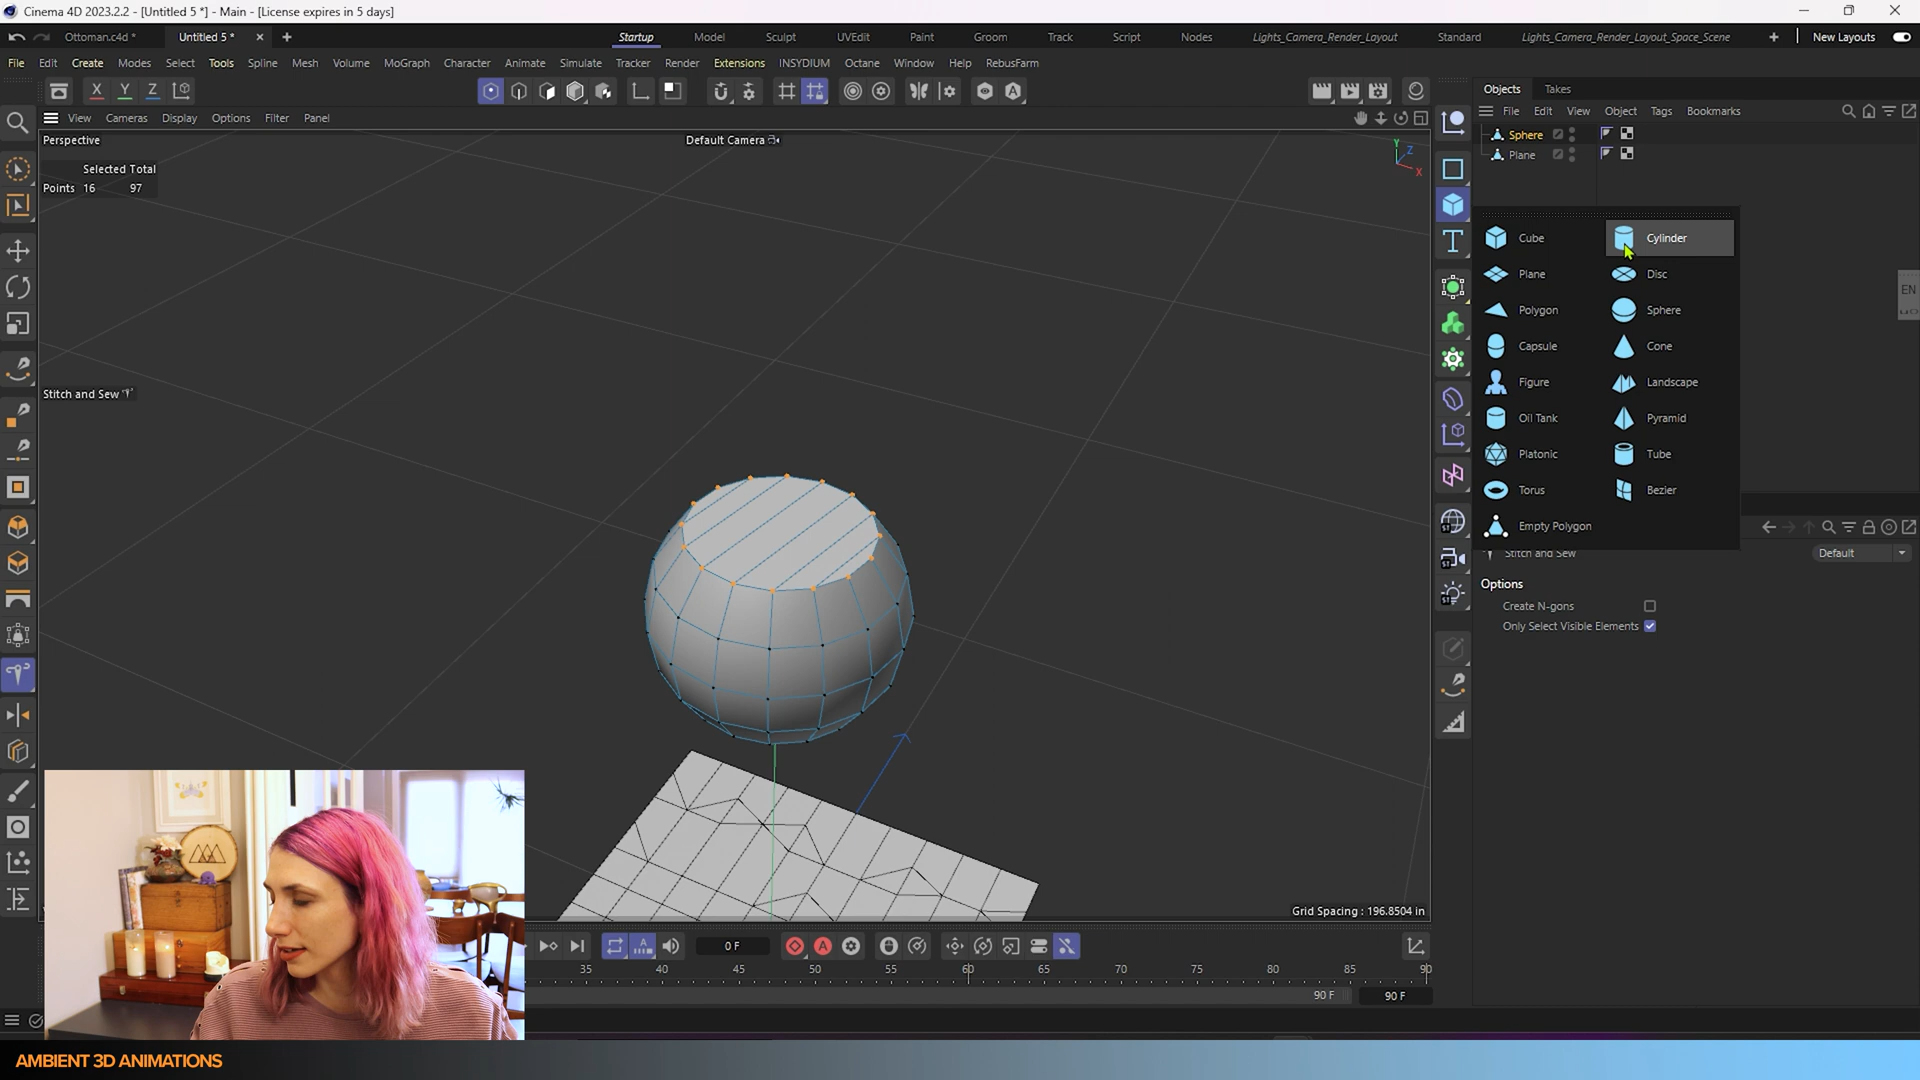 Cinema 4D 2023.2.2 - [Untitled 5 *] - Main - [License expires in 5 days]
Ottoman.c4d *
Untitled 5 *
Startup
Model
Sculpt
UVEdit
Paint
Groom
Track
Script
Nodes
Lights_Camera_Render_Layout
Standard
Lights_Camera_Render_Layout_Space_Scene
New Layouts
File Edit Create Modes Select Tools Spline Mesh Volume MoGraph Character Animate Simulate Tracker Render Extensions INSYDIUM Octane Window Help RebusFarm
X Y Z
View Cameras Display Options Filter Panel
Perspective
Default Camera
Selected Total
Points 16 97
Stitch and Sew
Y
Z
X
Grid Spacing : 196.8504 in
Objects Takes
File Edit View Object Tags Bookmarks
Sphere
Plane
Cube Cylinder
Plane Disc
Polygon Sphere
Capsule Cone
Figure Landscape
Oil Tank Pyramid
Platonic Tube
Torus Bezier
Empty Polygon
EN
Stitch and Sew
Default
Options
Create N-gons
Only Select Visible Elements
0 F
35 40 45 50 55 60 65 70 75 80 85 90
90 F 90 F
AMBIENT 3D ANIMATIONS